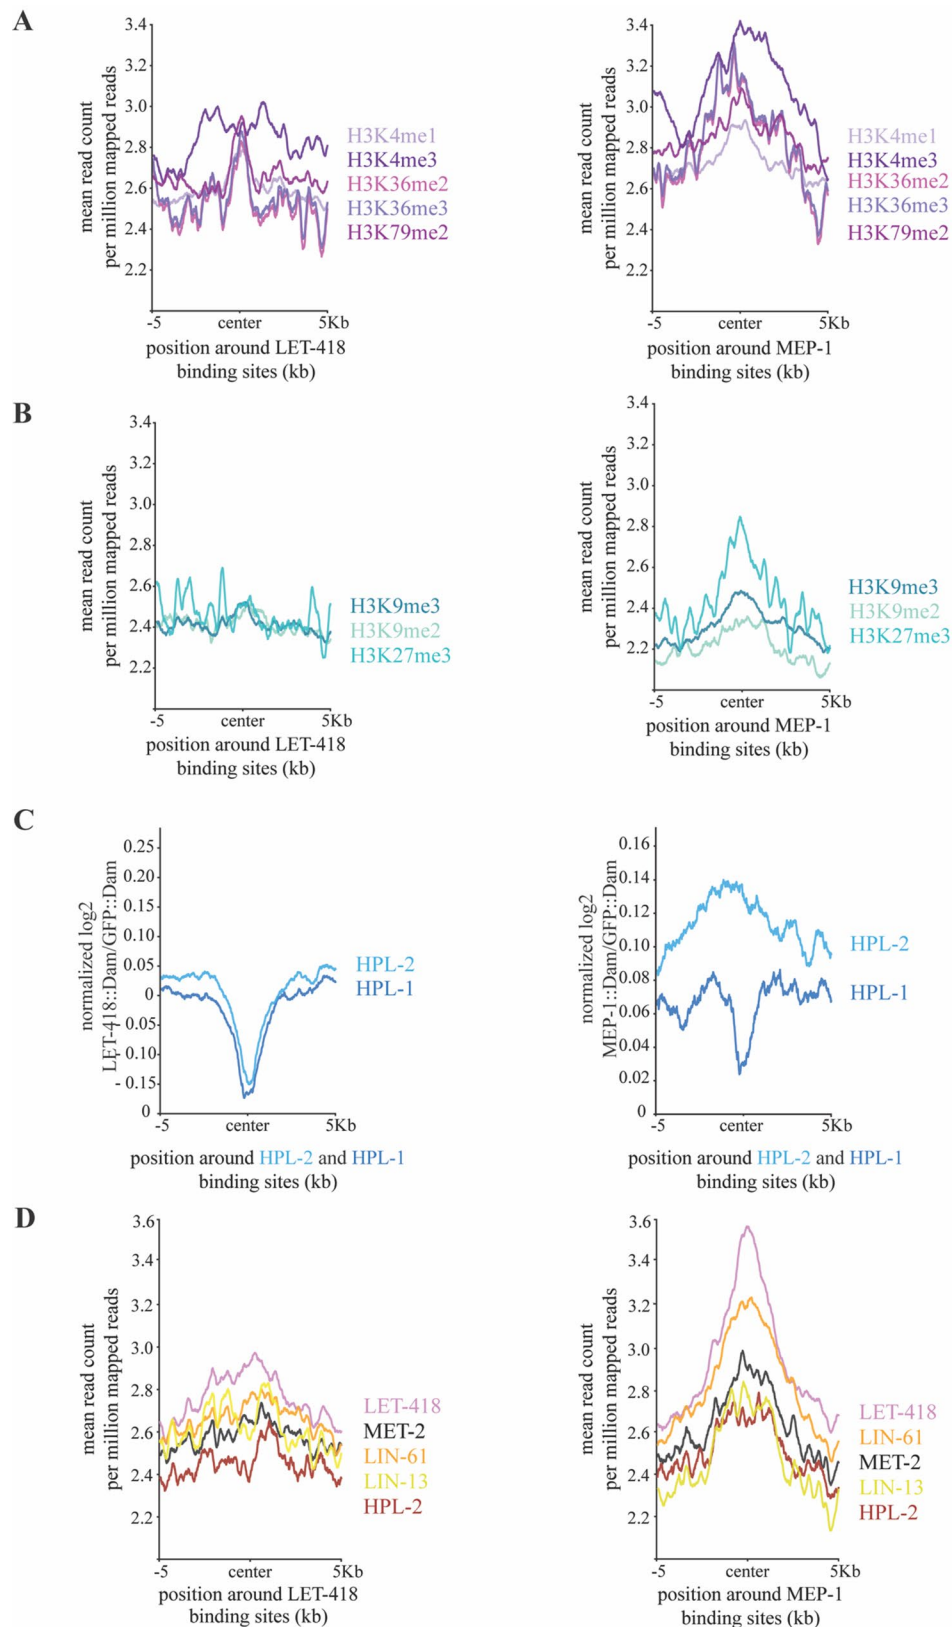 A
mean read count
per million mapped reads
3.4
3.2
3.0
2.8
2.6
2.4
2.2
-5
center
5Kb
position around LET-418
binding sites (kb)
H3K4me1
H3K4me3
H3K36me2
H3K36me3
H3K79me2
mean read count
per million mapped reads
3.4
3.2
3.0
2.8
2.6
2.4
2.2
-5
center
5Kb
position around MEP-1
binding sites (kb)
H3K4me1
H3K4me3
H3K36me2
H3K36me3
H3K79me2
B
mean read count
per million mapped reads
3.4
3.2
3.0
2.6
2.4
2.2
-5
center
5Kb
position around LET-418
binding sites (kb)
H3K9me3
H3K9me2
H3K27me3
mean read count
per million mapped reads
3.4
3.2
3.0
2.8
2.6
2.4
2.2
-5
center
5Kb
position around MEP-1
binding sites (kb)
H3K9me3
H3K9me2
H3K27me3
C
normalized log2
LET-418::Dam/GFP::Dam
0.25
0.20
0.15
0.10
0.05
0
0.05
0.10
- 0.15
0
-5
center
5Kb
position around HPL-2 and HPL-1
binding sites (kb)
HPL-2
HPL-1
normalized log2
MEP-1::Dam/GFP::Dam
0.16
0.14
0.12
0.10
0.08
0.06
0.04
0.02
0
-5
center
5Kb
position around HPL-2 and HPL-1
binding sites (kb)
HPL-2
HPL-1
D
mean read count
per million mapped reads
3.6
3.4
3.2
3.0
2.8
2.6
2.4
2.2
-5
center
5Kb
position around LET-418
binding sites (kb)
LET-418
MET-2
LIN-61
LIN-13
HPL-2
mean read count
per million mapped reads
3.6
3.4
3.2
3.0
2.8
2.6
2.4
2.2
-5
center
5Kb
position around MEP-1
binding sites (kb)
LET-418
LIN-61
MET-2
LIN-13
HPL-2